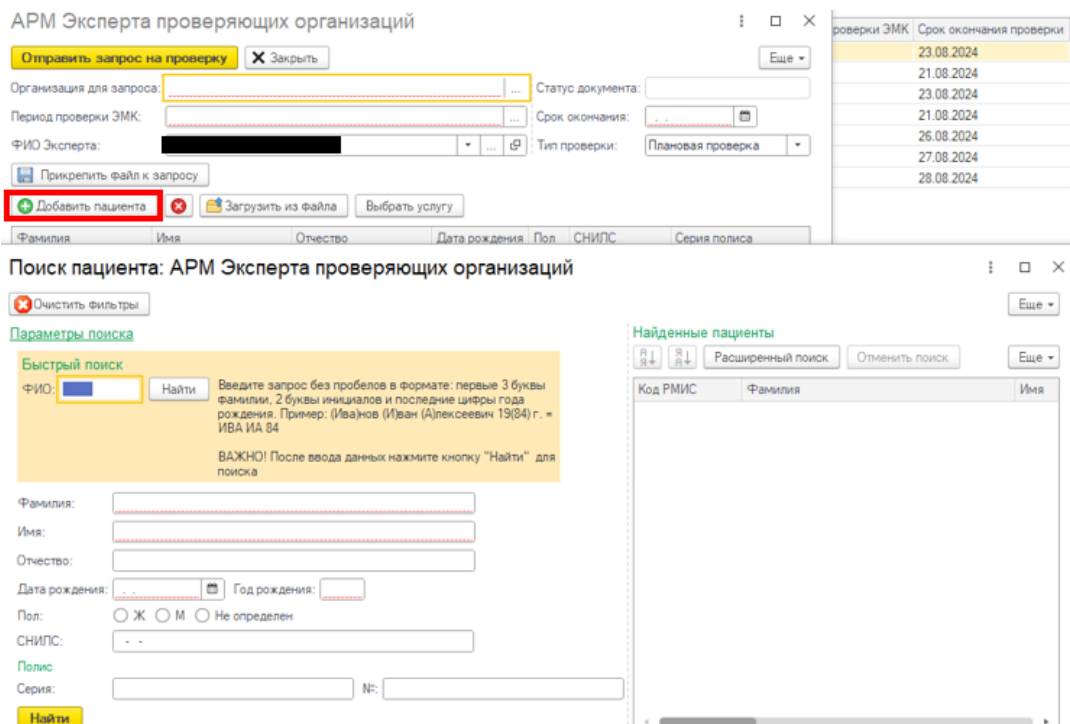 АРМ Эксперта проверяющих организаций
Отправить запрос на проверку Закрыть Еще
Организация для запроса: ... Статус документа:
Период проверки ЭМК: ... Срок окончания: . .
ФИО Эксперта: ... Тип проверки: Плановая проверка
Прикрепить файл к запросу
Добавить пациента Загрузить из файла Выбрать услугу
Фамилия Имя Отчество Дата рождения Пол СНИЛС Серия полиса
роверки ЭМК Срок окончания проверки
23.08.2024
21.08.2024
23.08.2024
21.08.2024
26.08.2024
27.08.2024
28.08.2024
Поиск пациента: АРМ Эксперта проверяющих организаций
Очистить фильтры Еще
Параметры поиска
Быстрый поиск
ФИО: Найти
Введите запрос без пробелов в формате: первые 3 буквы
фамилии, 2 буквы инициалов и последние цифры года
рождения. Пример: (Ива)нов (И)ван (А)лексеевич 19(84) г. =
ИВА ИА 84
ВАЖНО! После ввода данных нажмите кнопку "Найти" для
поиска
Фамилия:
Имя:
Отчество:
Дата рождения: . . Год рождения:
Пол: Ж М Не определен
СНИЛС: - -
Полис
Серия: №:
Найти
Найденные пациенты
Расширенный поиск Отменить поиск Еще
Код РМИС Фамилия Имя